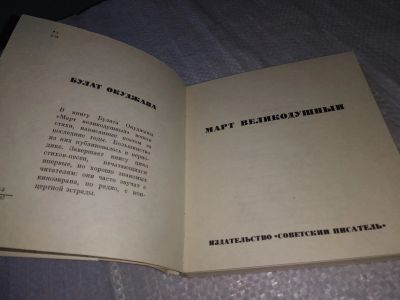 БУЛАТ ОКУДЖАВА
В книгу Булата Окуджавы
«Март великодушный» вошли
стихи, написанные поэтом за
последние годы. Большинство
из них публиковалось в перио-
дике. Завершает книгу цикл
стихов-песен, печатающихся
впервые, но хорошо знакомых
читателям: они часто звучат с
киноэкрана, по радио, с кон-
цертной эстрады.
МАРТ ВЕЛИКОДУШНЫЙ
ИЗДАТЕЛЬСТВО «СОВЕТСКИЙ ПИСАТЕЛЬ»